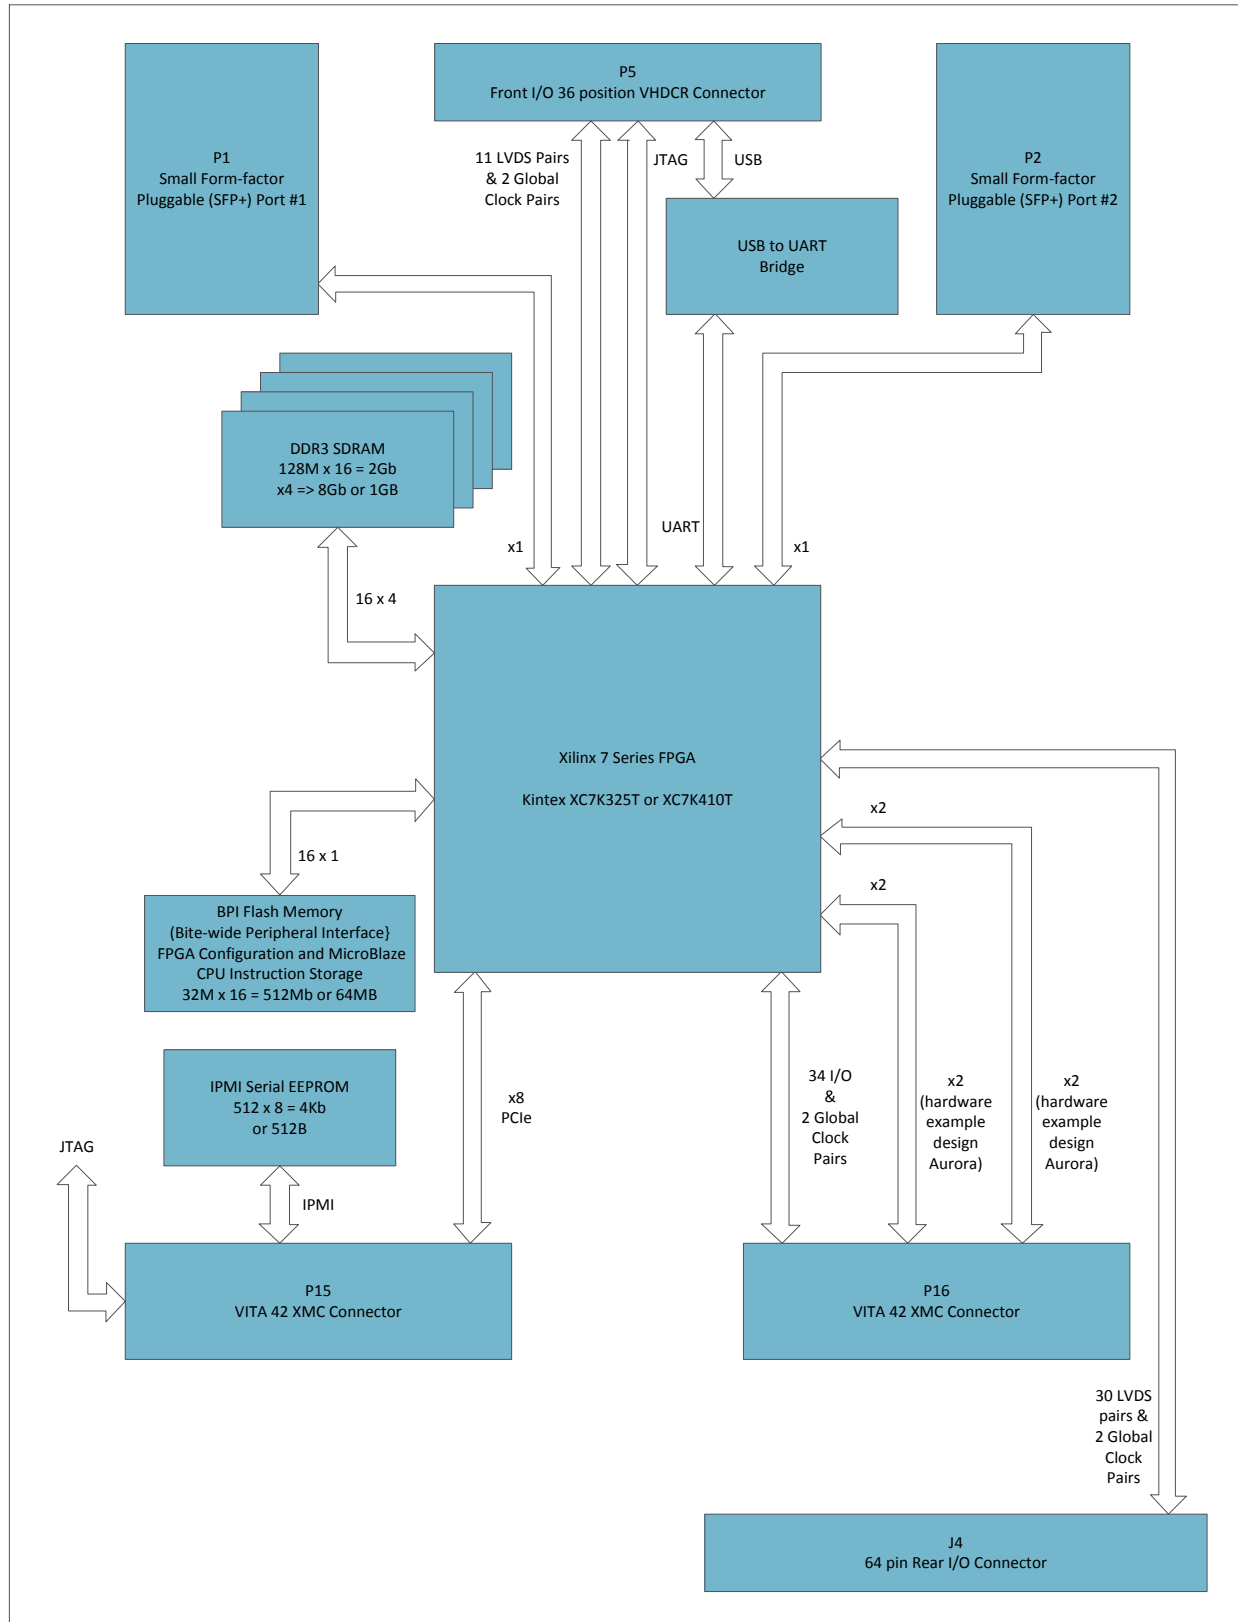 P5
Front I/O 36 position VHDCR Connector
P1
Small Form-factor
Pluggable (SFP+) Port #1
11 LVDS Pairs
& 2 Global
Clock Pairs
JTAG
USB
P2
Small Form-factor
Pluggable (SFP+) Port #2
USB to UART
Bridge
DDR3 SDRAM
128M x 16 = 2Gb
x4 => 8Gb or 1GB
x1
UART
x1
16 x 4
Xilinx 7 Series FPGA
Kintex XC7K325T or XC7K410T
x2
x2
16 x 1
BPI Flash Memory
(Bite-wide Peripheral Interface}
FPGA Configuration and MicroBlaze
CPU Instruction Storage
32M x 16 = 512Mb or 64MB
IPMI Serial EEPROM
512 x 8 = 4Kb
or 512B
x8
PCIe
34 I/O
&
2 Global
Clock
Pairs
x2
(hardware
example
design
Aurora)
x2
(hardware
example
design
Aurora)
JTAG
IPMI
P15
VITA 42 XMC Connector
P16
VITA 42 XMC Connector
30 LVDS
pairs &
2 Global
Clock
Pairs
J4
64 pin Rear I/O Connector